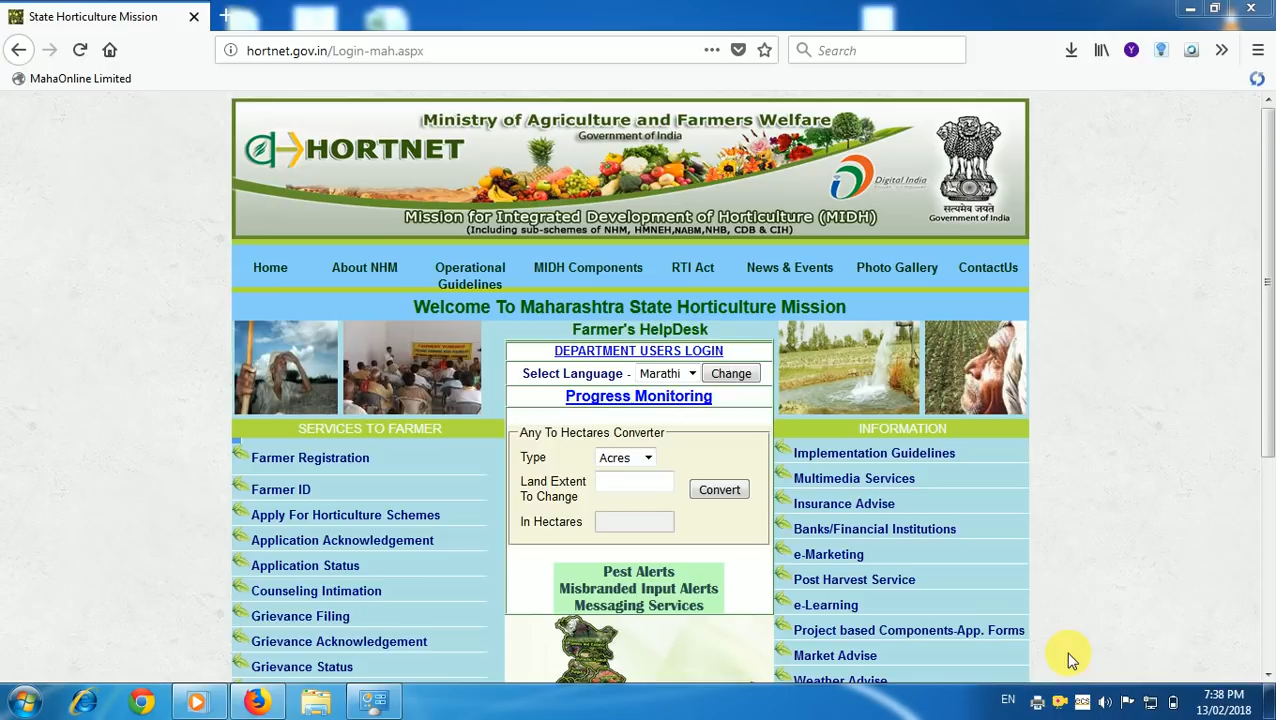 State Horticulture Mission
hortnet.gov.in/Login-mah.aspx
Search
Y
MahaOnline Limited
Ministry of Agriculture and Farmers Welfare
Government of India
HORTNET
Digital India
सत्यमेव जयते
Government of India
Mission for Integrated Development of Horticulture (MIDH)
(Including sub-schemes of NHM, HMNEH,NABM,NHB, CDB & CIH)
Home
About NHM
Operational
Guidelines
MIDH Components
RTI Act
News & Events
Photo Gallery
ContactUs
Welcome To Maharashtra State Horticulture Mission
Farmer's HelpDesk
DEPARTMENT USERS LOGIN
Select Language - Marathi Change
Progress Monitoring
SERVICES TO FARMER
Farmer Registration
Farmer ID
Apply For Horticulture Schemes
Application Acknowledgement
Application Status
Counseling Intimation
Grievance Filing
Grievance Acknowledgement
Grievance Status
Any To Hectares Converter
Type Acres
Land Extent
To Change
Convert
In Hectares
Pest Alerts
Misbranded Input Alerts
Messaging Services
INFORMATION
Implementation Guidelines
Multimedia Services
Insurance Advise
Banks/Financial Institutions
e-Marketing
Post Harvest Service
e-Learning
Project based Components-App. Forms
Market Advise
Weather Advise
EN
ecs
7:38 PM
13/02/2018